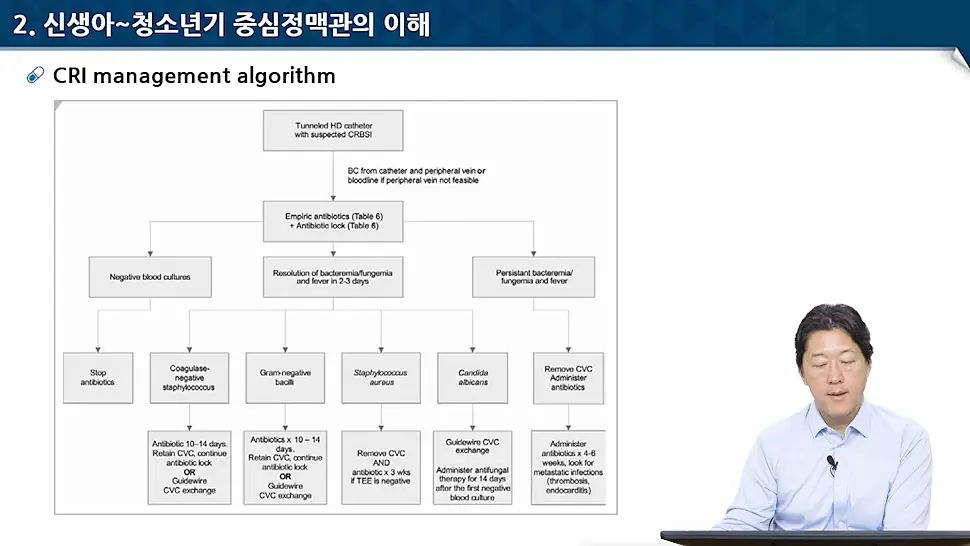 2. 신생아~청소년기 중심정맥관의 이해
CRI management algorithm
Tunneled HD catheter
with suspected CRBSI
BC from catheter and peripheral vein or
bloodline if peripheral vein not feasible
Empiric antibiotics (Table 6)
+ Antibiotic lock (Table 6)
Negative blood cultures
Resolution of bacteremia/fungemia
and fever in 2-3 days
Persistant bacteremia/
fungemia and fever
Stop
antibiotics
Coagulase-
negative
staphylococcus
Gram-negative
bacilli
Staphylococcus
aureus
Candida
albicans
Remove CVC
Administer
antibiotics
Antibiotic 10–14 days.
Retain CVC, continue
antibiotic lock
OR
Guidewire
CVC exchange
Antibiotics x 10 – 14
days.
Retain CVC, continue
antibiotic lock
OR
Guidewire
CVC exchange
Remove CVC
AND
antibiotic x 3 wks
if TEE is negative
Guidewire CVC
exchange
Administer antifungal
therapy for 14 days
after the first negative
blood culture
Administer
antibiotics x 4-6
weeks, look for
metastatic infections
(thrombosis,
endocarditis)